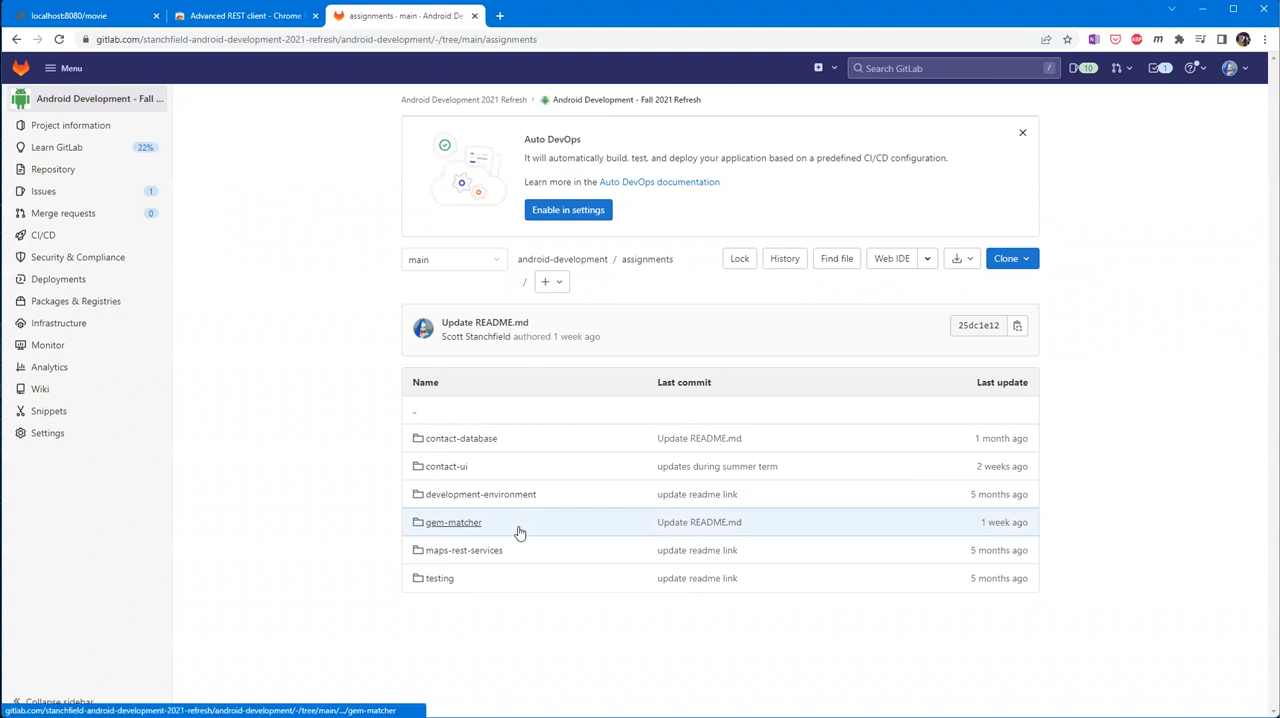 localhost:8080/movie
Advanced REST client - Chrome
assignments · main · Android De
gitlab.com/stanchfield-android-development-2021-refresh/android-development/-/tree/main/assignments
Menu
Search GitLab
/
10
1
Android Development - Fall ...
Project information
Learn GitLab 22%
Repository
Issues 1
Merge requests 0
CI/CD
Security & Compliance
Deployments
Packages & Registries
Infrastructure
Monitor
Analytics
Wiki
Snippets
Settings
Collapse sidebar
Android Development 2021 Refresh › Android Development - Fall 2021 Refresh
Auto DevOps
It will automatically build, test, and deploy your application based on a predefined CI/CD configuration.
Learn more in the Auto DevOps documentation
Enable in settings
main
android-development / assignments
/ +
Lock
History
Find file
Web IDE
Clone
Update README.md
Scott Stanchfield authored 1 week ago
25dc1e12
Name Last commit Last update
..
contact-database Update README.md 1 month ago
contact-ui updates during summer term 2 weeks ago
development-environment update readme link 5 months ago
gem-matcher Update README.md 1 week ago
maps-rest-services update readme link 5 months ago
testing update readme link 5 months ago
gitlab.com/stanchfield-android-development-2021-refresh/android-development/-/tree/main/.../gem-matcher